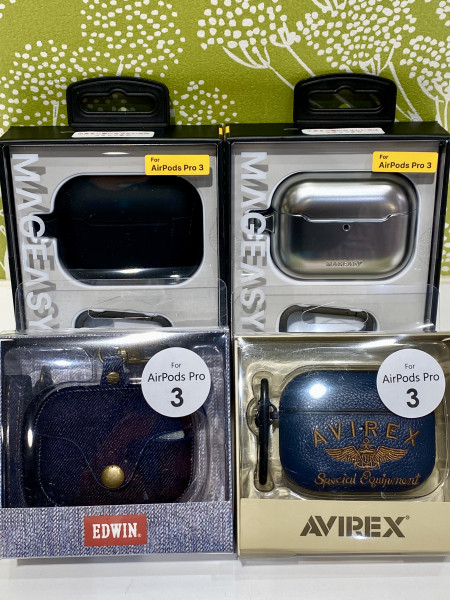 For
AirPods Pro 3
MAGEASY
For
AirPods Pro 3
MAGEASY
MAGEASY
For
AirPods Pro
3
EDWIN
For
AirPods Pro
3
AVIREX
Special Equipment
AVIREX